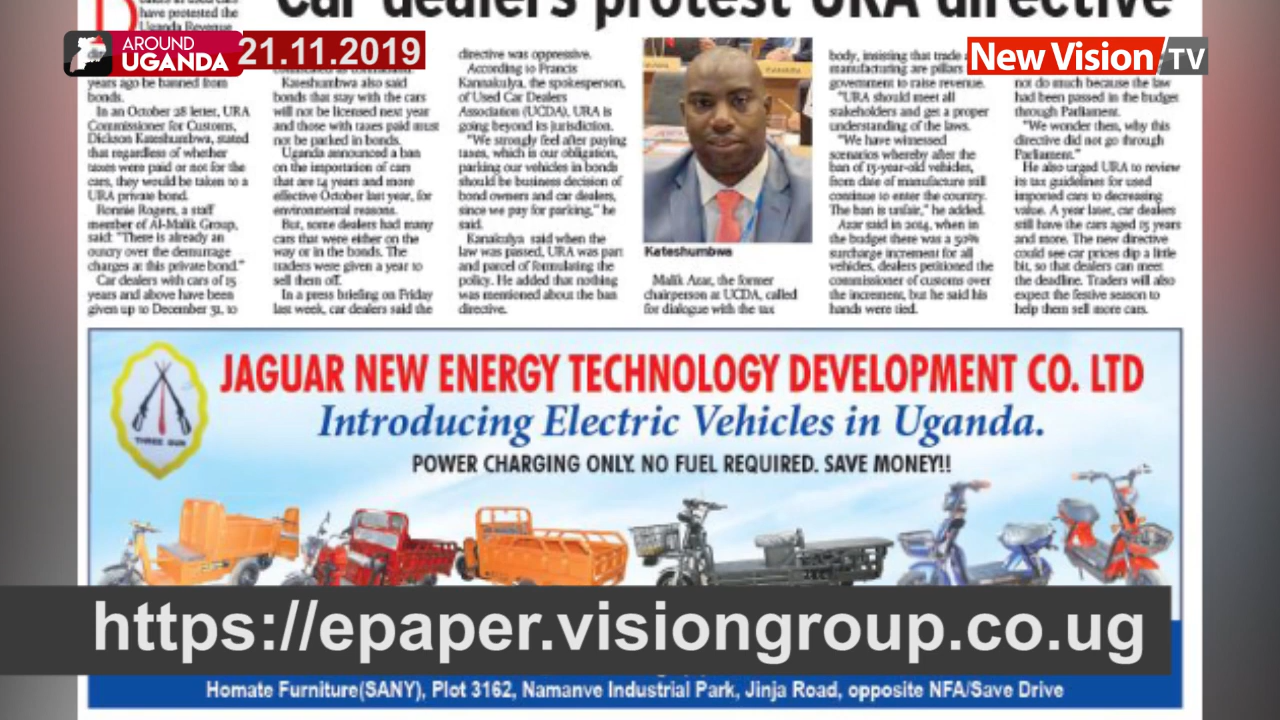 Car dealers protest URA directive
AROUND
UGANDA
21.11.2019
New Vision TV
have protested the
Uganda Revenue
years ago be banned from
bonds.
In an October 28 letter, URA
Commissioner for Customs,
Dickson Kateshumbwa, stated
that regardless of whether
taxes were paid or not for the
cars, they would be taken to a
URA private bond.
Ronnie Rogers, a staff
member of Al-Malik Group,
said: "There is already an
outcry over the demurrage
charges at this private bond."
Car dealers with cars of 15
years and above have been
given up to December 31, to
Kateshumbwa also said
bonds that stay with the cars
will not be licensed next year
and those with taxes paid must
not be parked in bonds.
Uganda announced a ban
on the importation of cars
that are 14 years and more
effective October last year, for
environmental reasons.
But, some dealers had many
cars that were either on the
way or in the bonds. The
traders were given a year to
sell them off.
In a press briefing on Friday
last week, car dealers said the
directive was oppressive.
According to Francis
Kannakulya, the spokesperson,
of Used Car Dealers
Association (UCDA), URA is
going beyond its jurisdiction.
"We strongly feel after paying
taxes, which is our obligation,
parking our vehicles in bonds
should be business decision of
bond owners and car dealers,
since we pay for parking," he
said.
Kanakulya said when the
law was passed, URA was part
and parcel of formulating the
policy. He added that nothing
was mentioned about the ban
directive.
Kateshumbwa
Malik Azar, the former
chairperson at UCDA, called
for dialogue with the tax
body, insisting that trade
manufacturing are pillars
government to raise revenue.
"URA should meet all
stakeholders and get a proper
understanding of the laws.
"We have witnessed
scenarios whereby after the
ban of 15-year-old vehicles,
from date of manufacture still
continue to enter the country.
The ban is unfair," he added.
Azar said in 2014, when in
the budget there was a 50%
surcharge increment for all
vehicles, dealers petitioned the
commissioner of customs over
the increment, but he said his
hands were tied.
not do much because the law
had been passed in the budget
through Parliament.
"We wonder then, why this
directive did not go through
Parliament."
He also urged URA to review
its tax guidelines for used
imported cars to decreasing
value. A year later, car dealers
still have the cars aged 15 years
and more. The new directive
could see car prices dip a little
bit, so that dealers can meet
the deadline. Traders will also
expect the festive season to
help them sell more cars.
THREE GUN
JAGUAR NEW ENERGY TECHNOLOGY DEVELOPMENT CO. LTD
Introducing Electric Vehicles in Uganda.
POWER CHARGING ONLY. NO FUEL REQUIRED. SAVE MONEY!!
https://epaper.visiongroup.co.ug
Homate Furniture(SANY), Plot 3162, Namanve Industrial Park, Jinja Road, opposite NFA/Save Drive